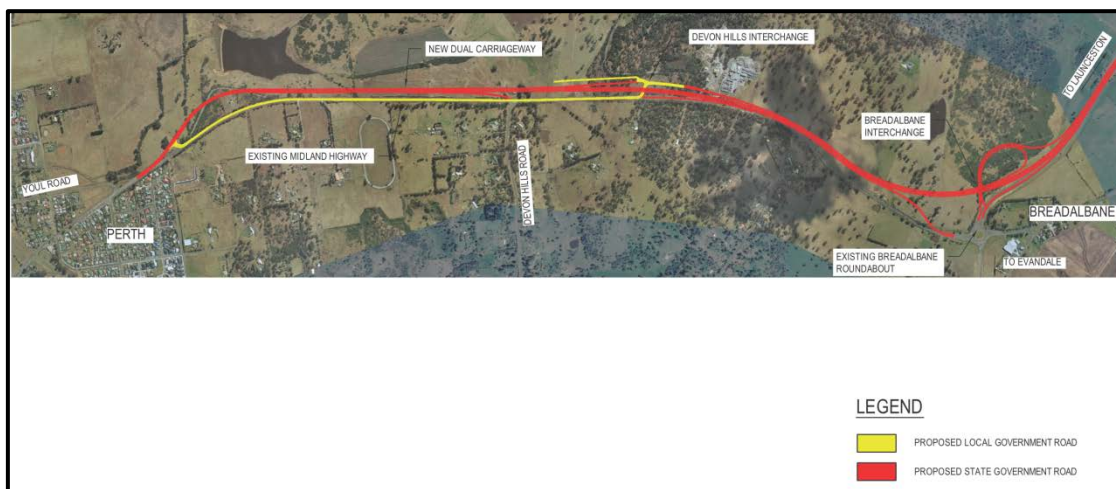 NEW DUAL CARRIAGEWAY
DEVON HILLS INTERCHANGE
TO LAUNCESTON
BREADALBANE
INTERCHANGE
EXISTING MIDLAND HIGHWAY
YOUL ROAD
DEVON HILLS ROAD
PERTH
BREADALBANE
EXISTING BREADALBANE
ROUNDABOUT
TO EVANDALE
LEGEND
PROPOSED LOCAL GOVERNMENT ROAD
PROPOSED STATE GOVERNMENT ROAD